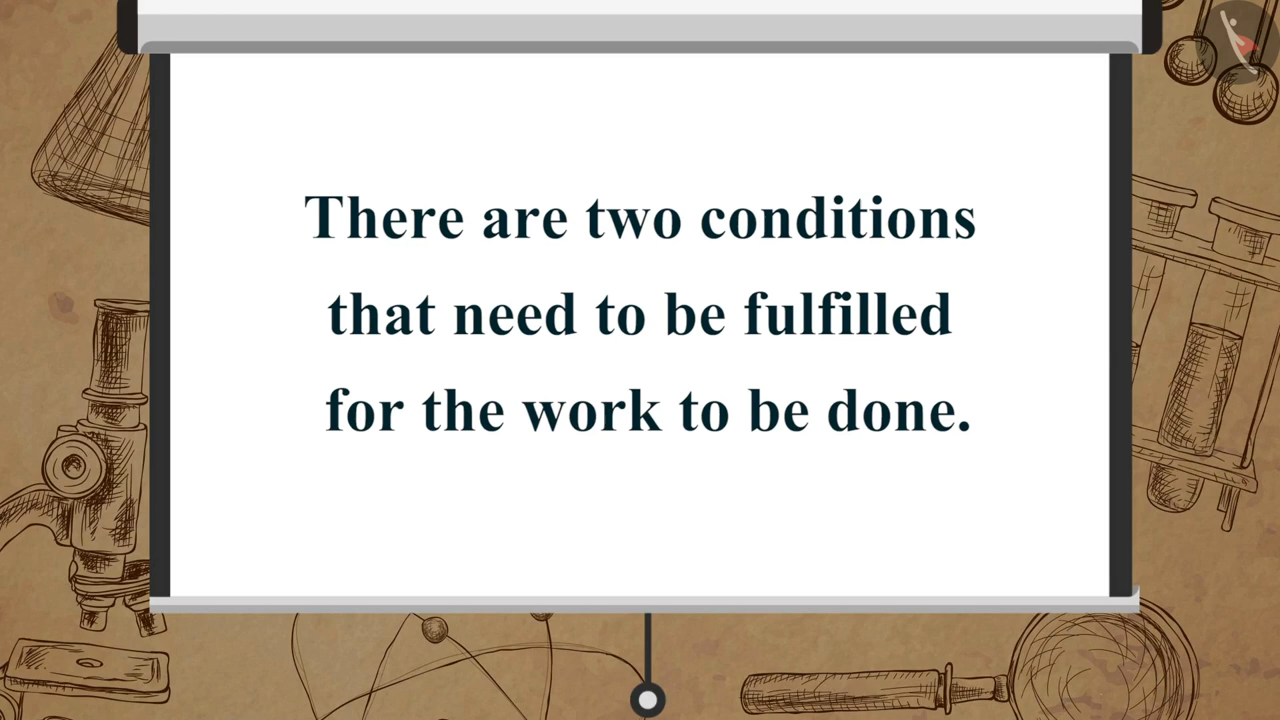 There are two conditions
that need to be fulfilled
for the work to be done.